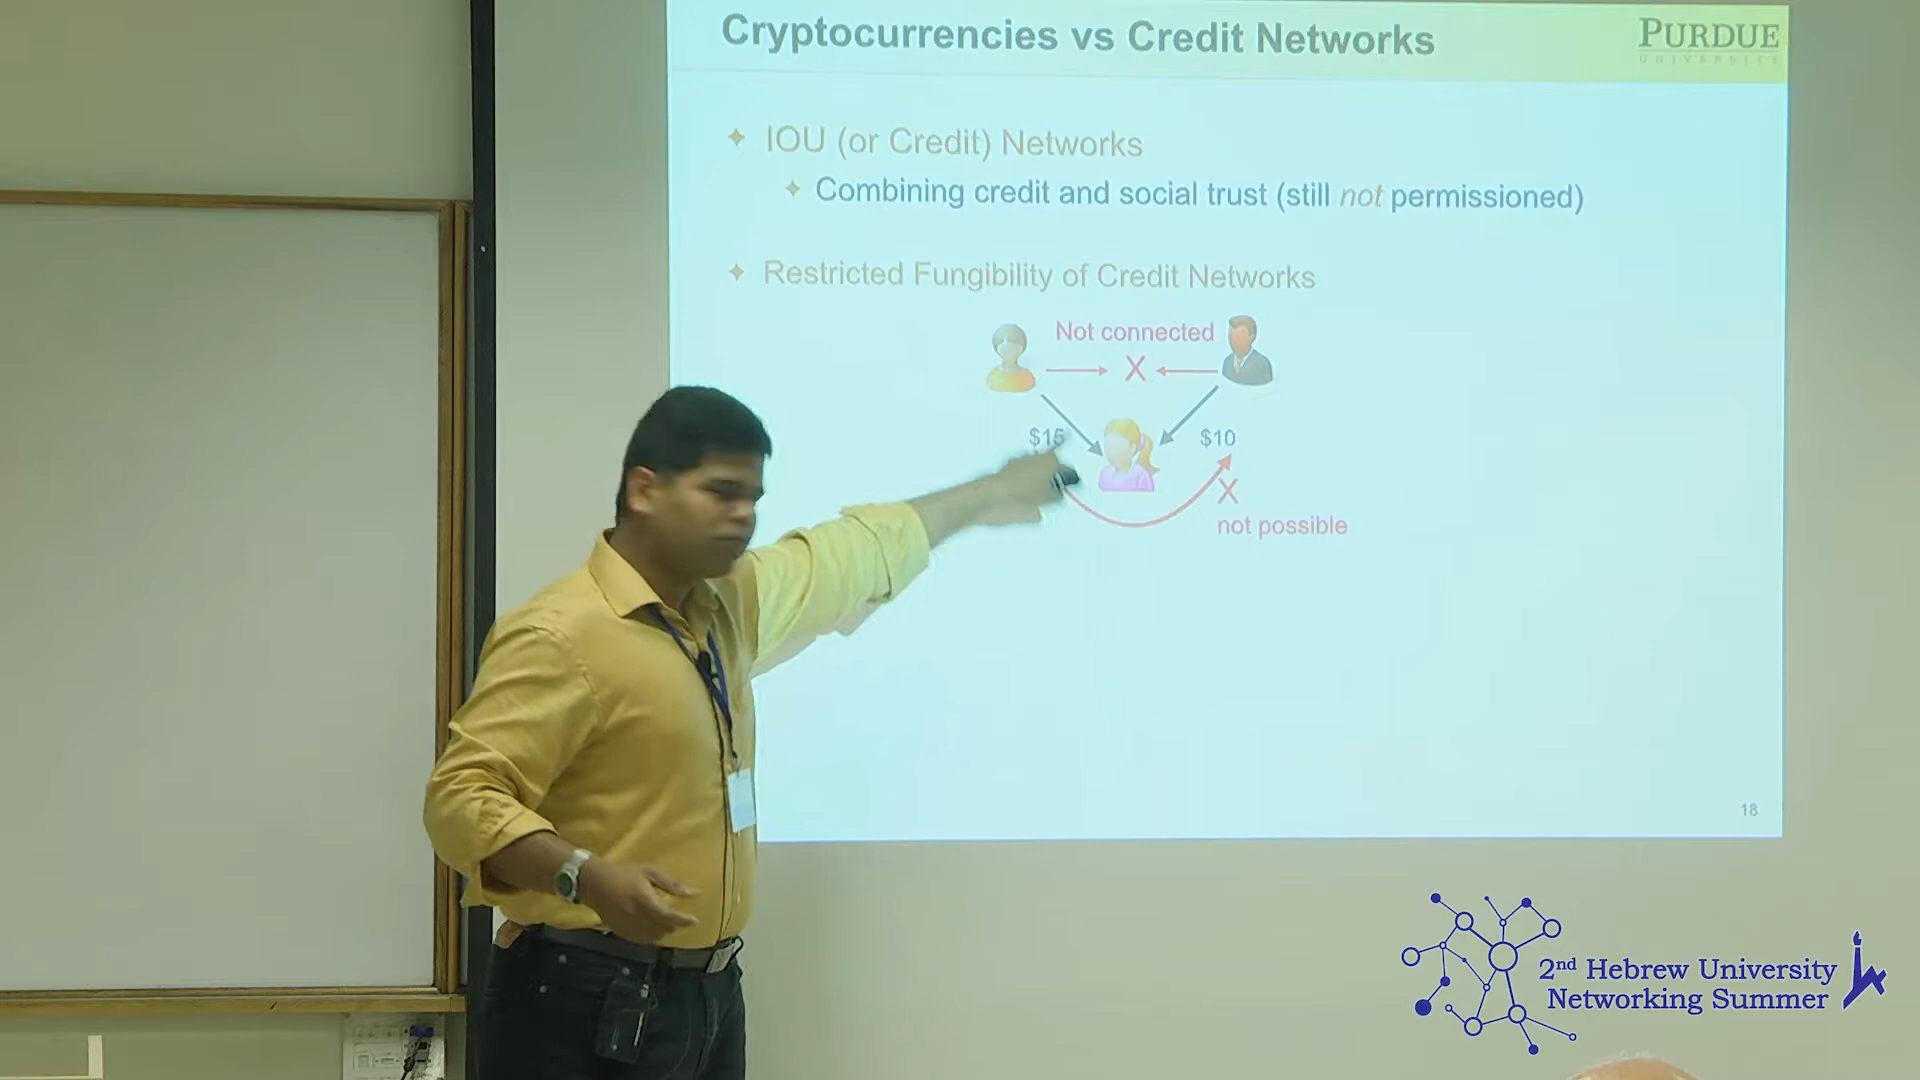 Cryptocurrencies vs Credit Networks
PURDUE
UNIVERSITY
IOU (or Credit) Networks
Combining credit and social trust (still not permissioned)
Restricted Fungibility of Credit Networks
Not connected
X
$15
$10
X
not possible
18
2nd Hebrew University
Networking Summer